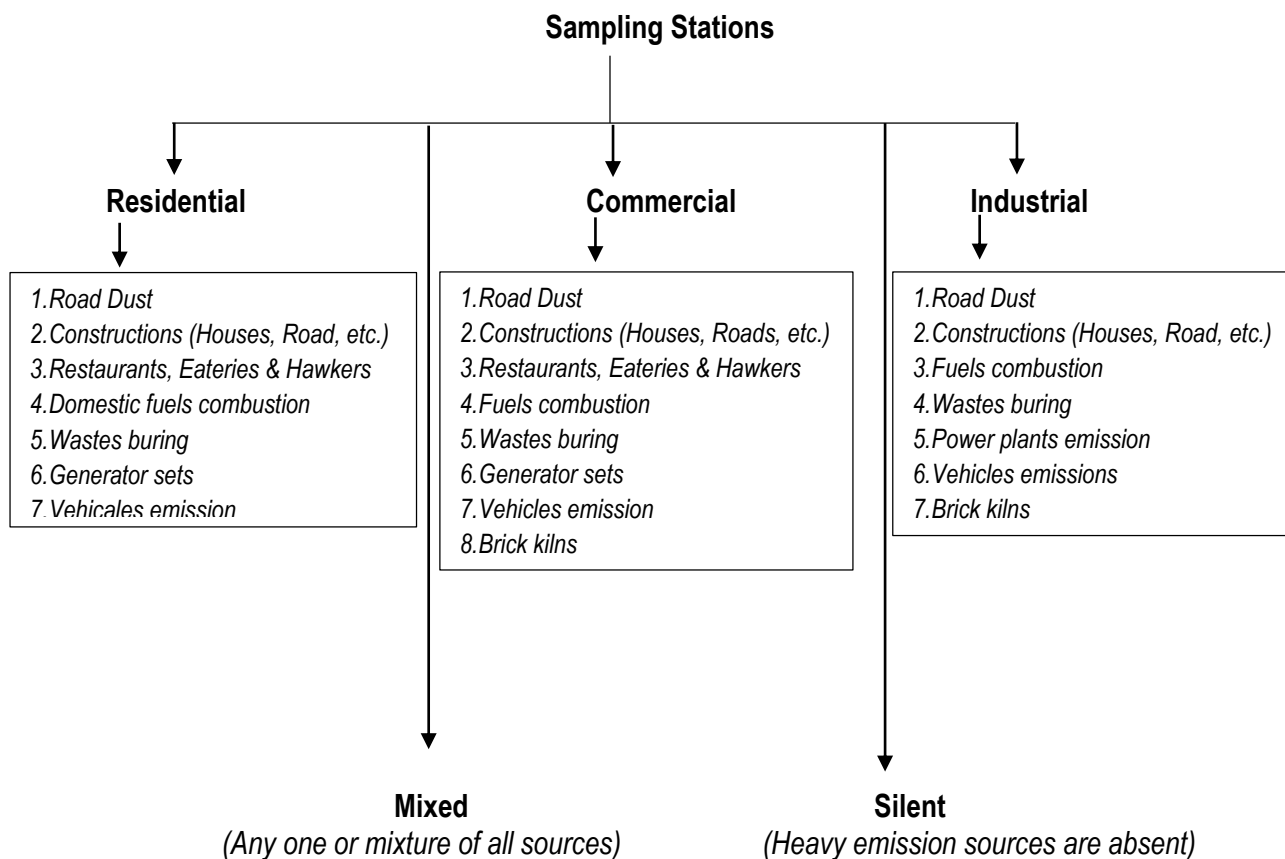 Sampling Stations
Residential
1.Road Dust
2.Constructions (Houses, Road, etc.)
3.Restaurants, Eateries & Hawkers
4.Domestic fuels combustion
5.Wastes buring
6.Generator sets
7.Vehicales emission
Commercial
1.Road Dust
2.Constructions (Houses, Roads, etc.)
3.Restaurants, Eateries & Hawkers
4.Fuels combustion
5.Wastes buring
6.Generator sets
7.Vehicles emission
8.Brick kilns
Industrial
1.Road Dust
2.Constructions (Houses, Road, etc.)
3.Fuels combustion
4.Wastes buring
5.Power plants emission
6.Vehicles emissions
7.Brick kilns
Mixed
(Any one or mixture of all sources)
Silent
(Heavy emission sources are absent)